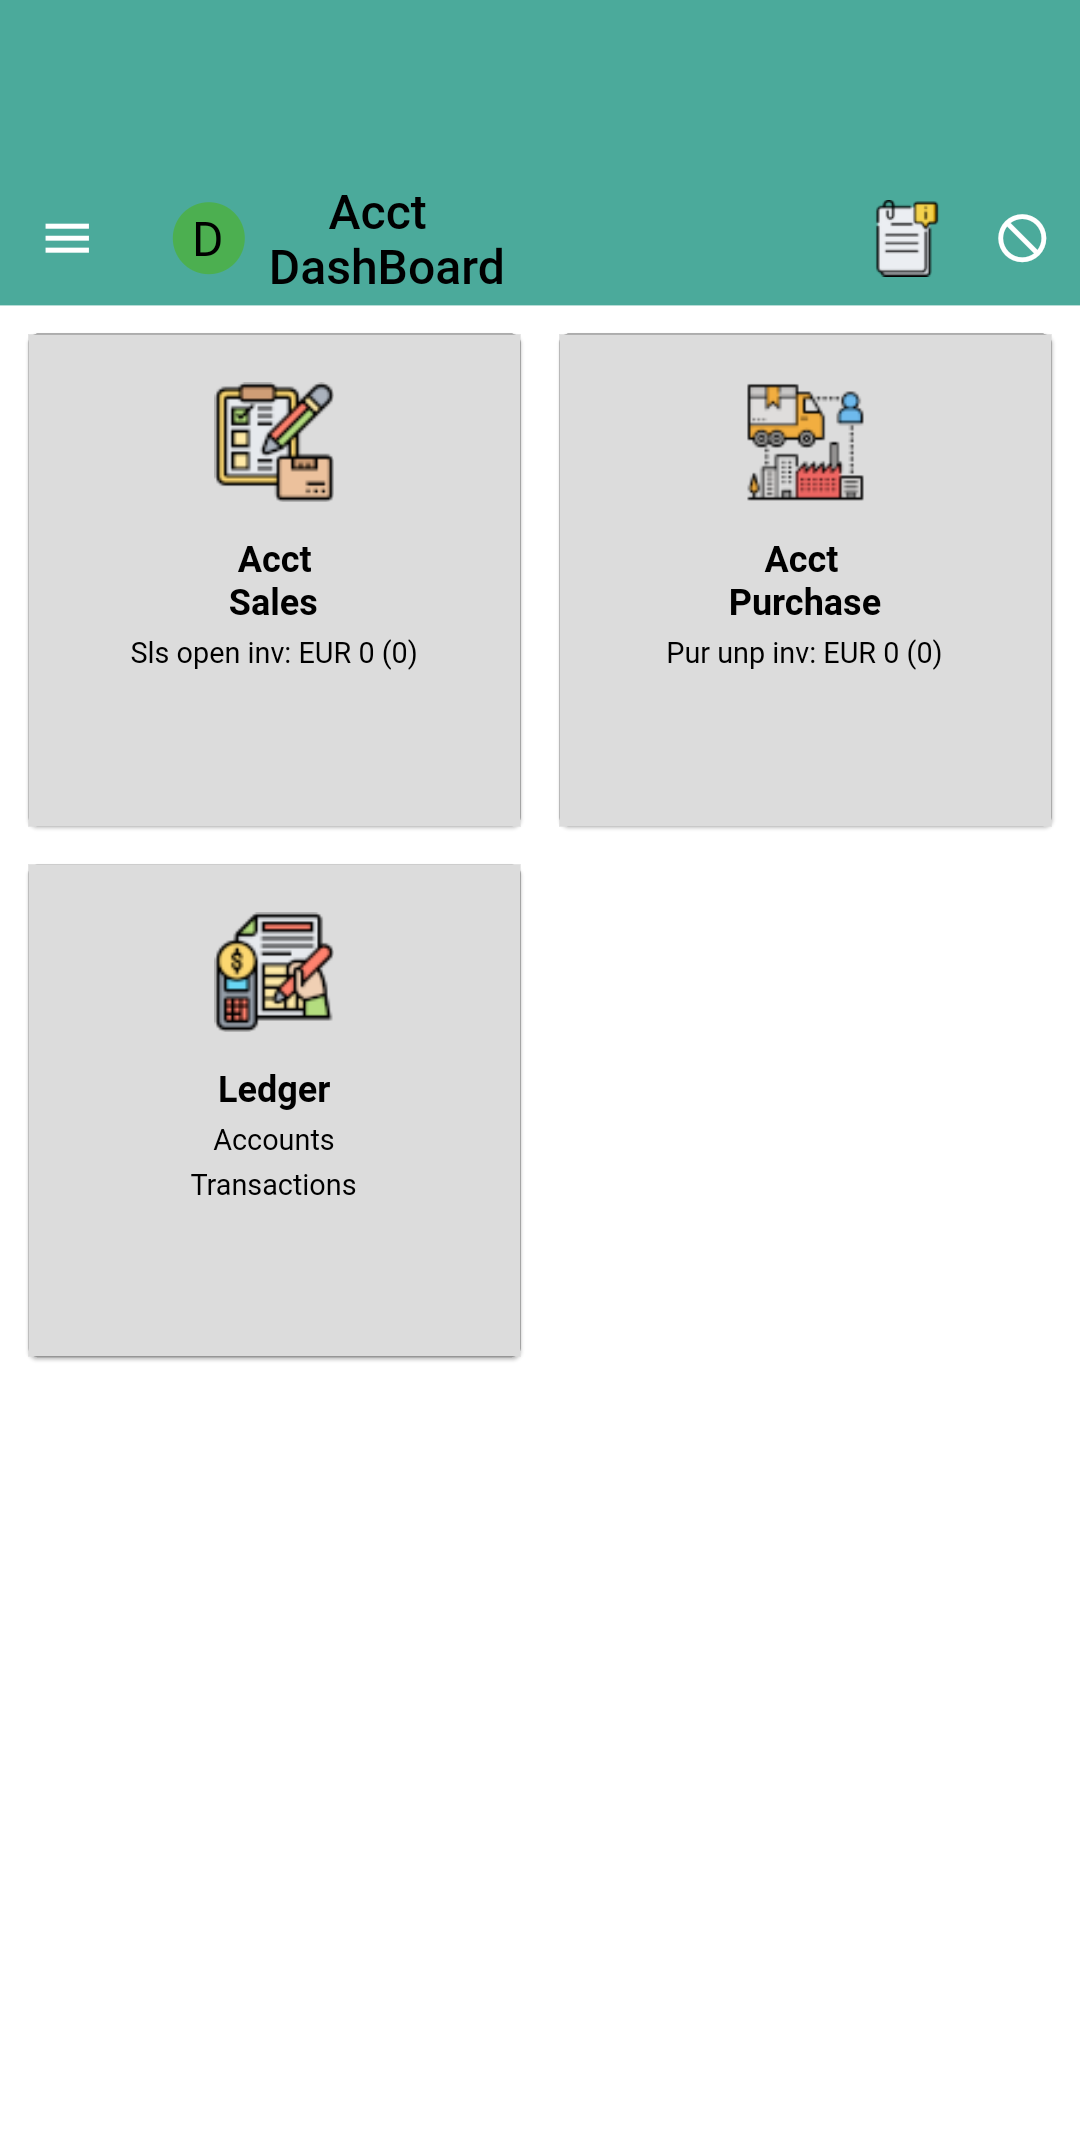 D
Acct
DashBoard
Acct
Sales
Sls open inv: EUR 0 (0)
Acct
Purchase
Pur unp inv: EUR 0 (0)
Ledger
Accounts
Transactions